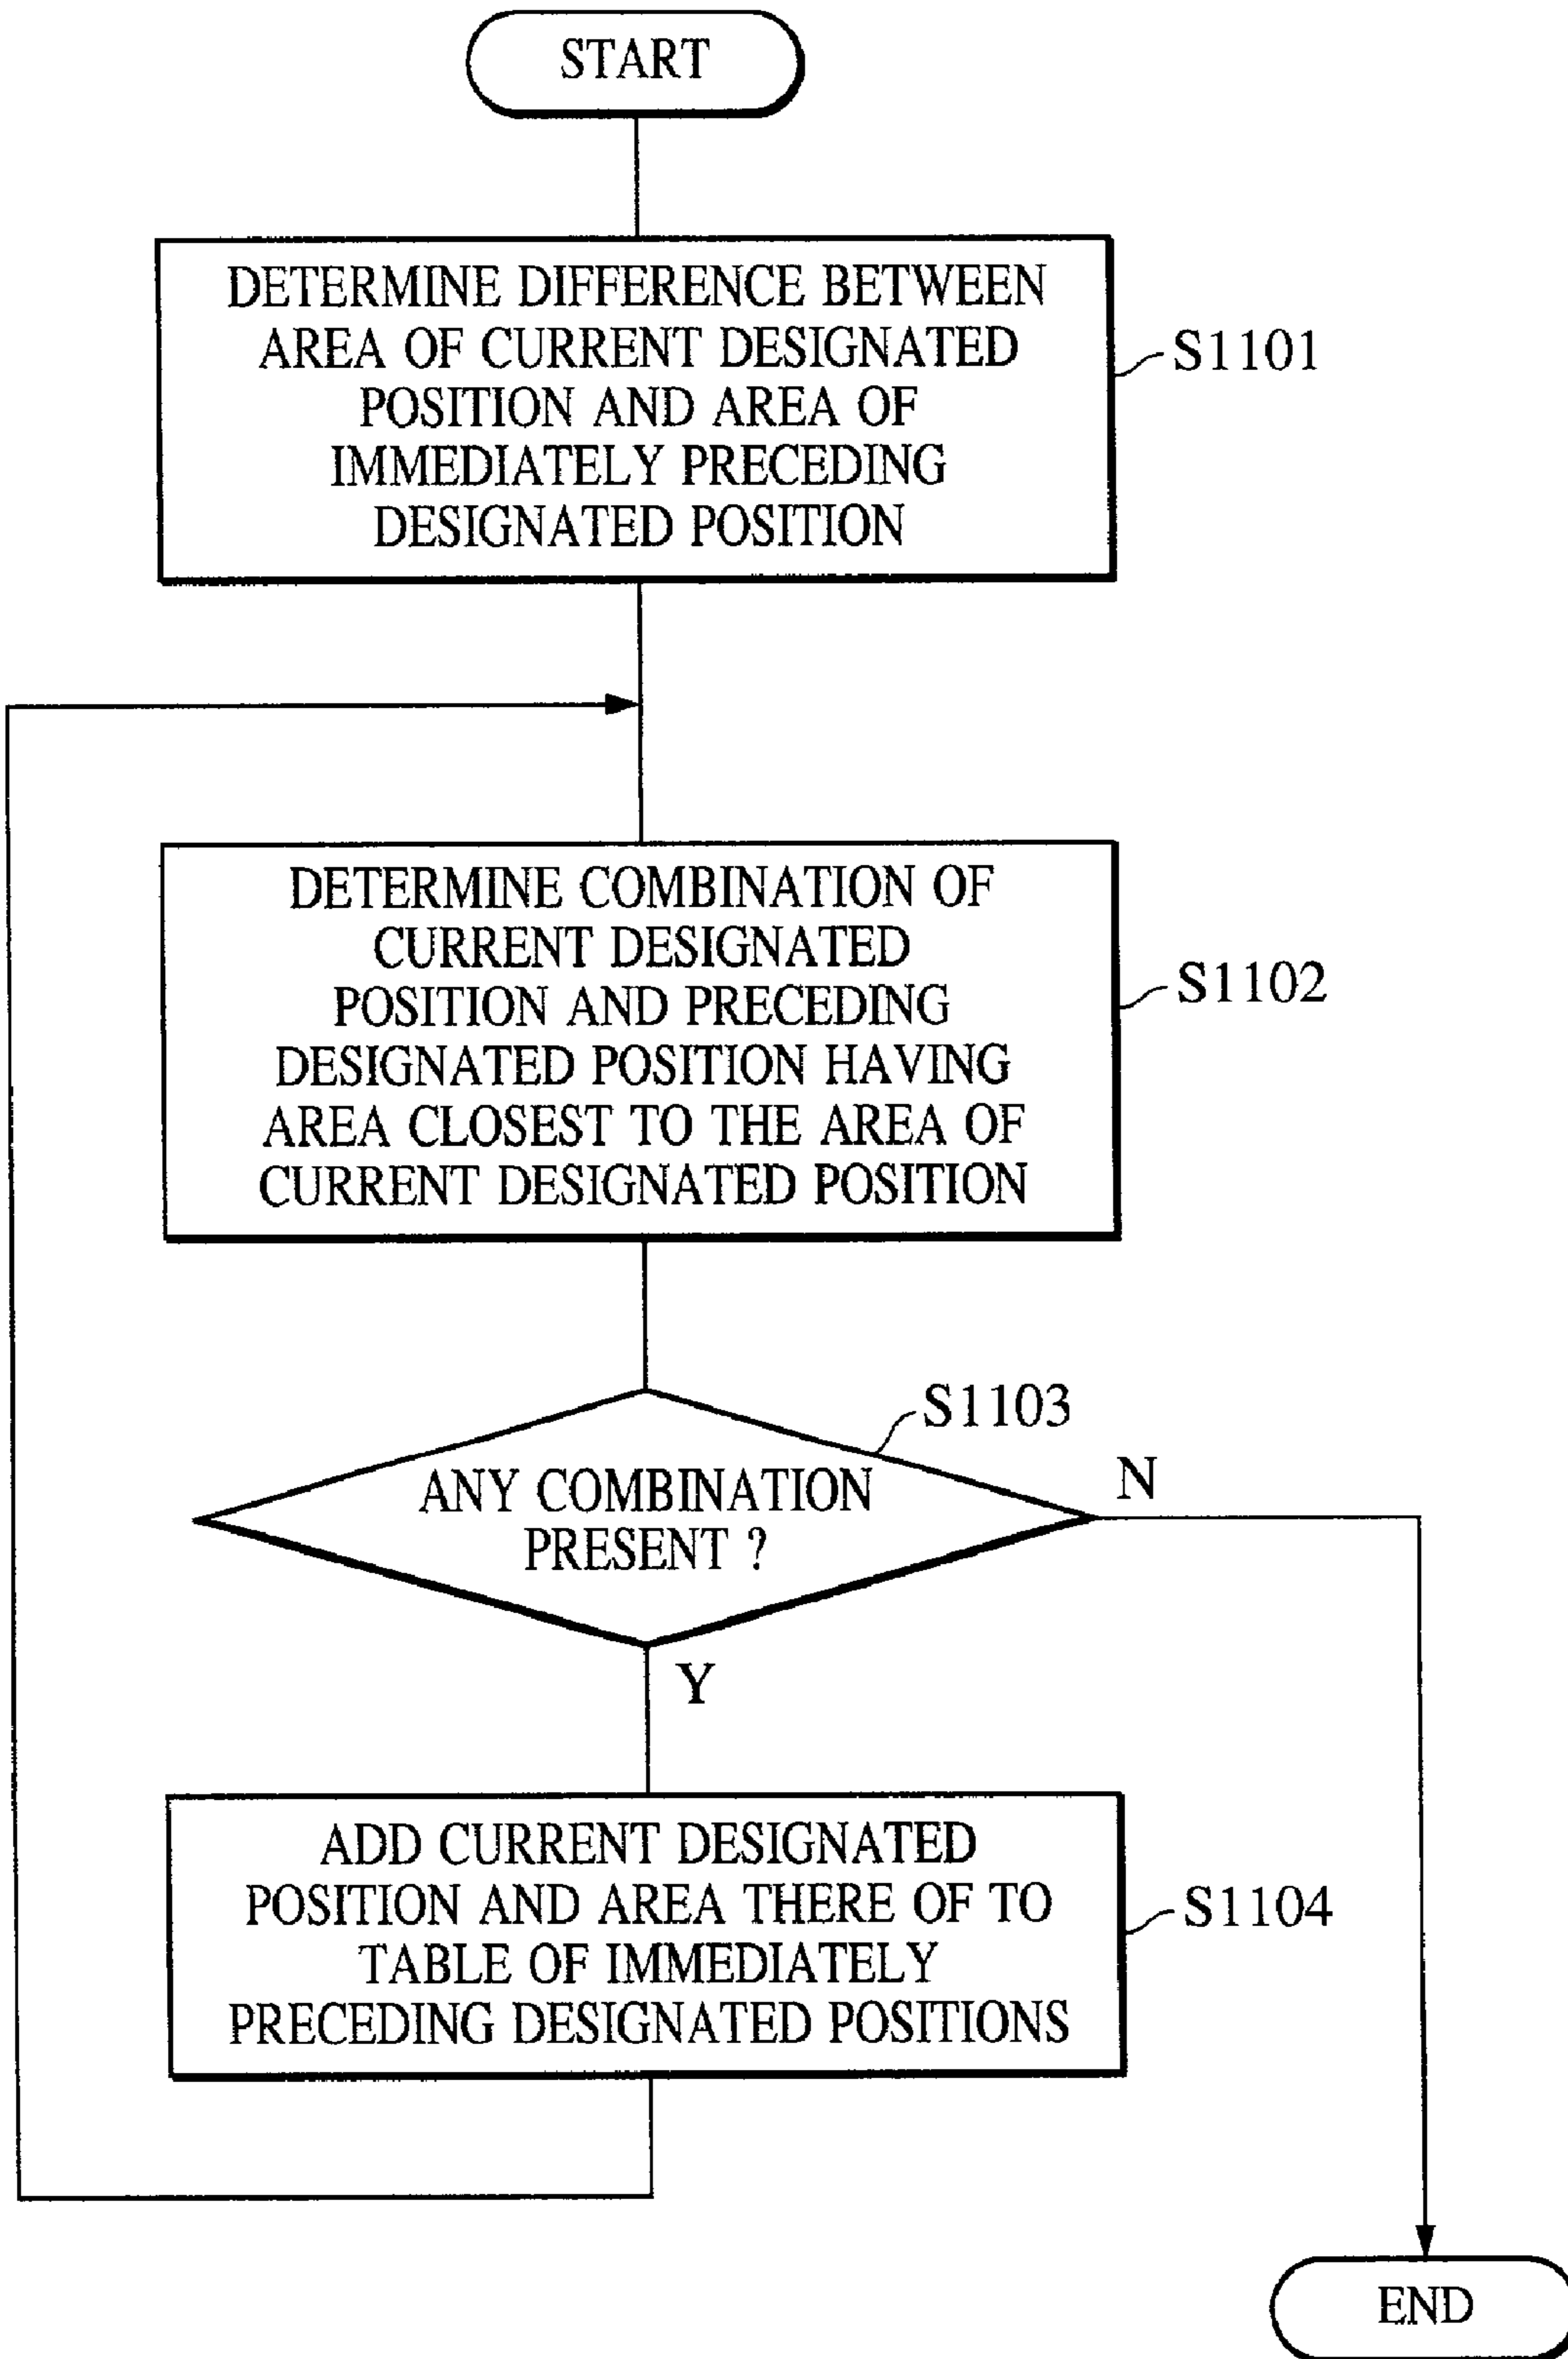 START
DETERMINE DIFFERENCE BETWEEN
AREA OF CURRENT DESIGNATED
POSITION AND AREA OF
IMMEDIATELY PRECEDING
DESIGNATED POSITION
S1101
DETERMINE COMBINATION OF
CURRENT DESIGNATED
POSITION AND PRECEDING
DESIGNATED POSITION HAVING
AREA CLOSEST TO THE AREA OF
CURRENT DESIGNATED POSITION
S1102
S1103
ANY COMBINATION
PRESENT ?
N
Y
ADD CURRENT DESIGNATED
POSITION AND AREA THERE OF TO
TABLE OF IMMEDIATELY
PRECEDING DESIGNATED POSITIONS
S1104
END